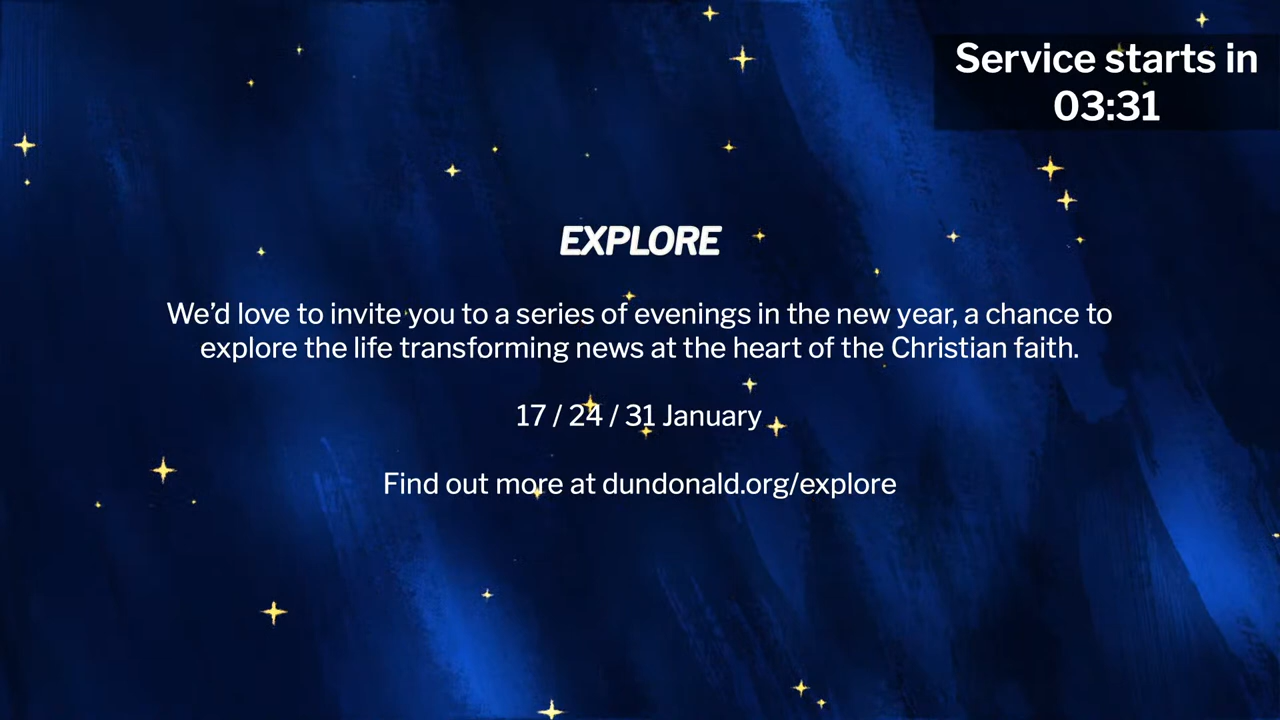 Service starts in
03:31
EXPLORE
We’d love to invite you to a series of evenings in the new year, a chance to
explore the life transforming news at the heart of the Christian faith.
17 / 24 / 31 January
Find out more at dundonald.org/explore